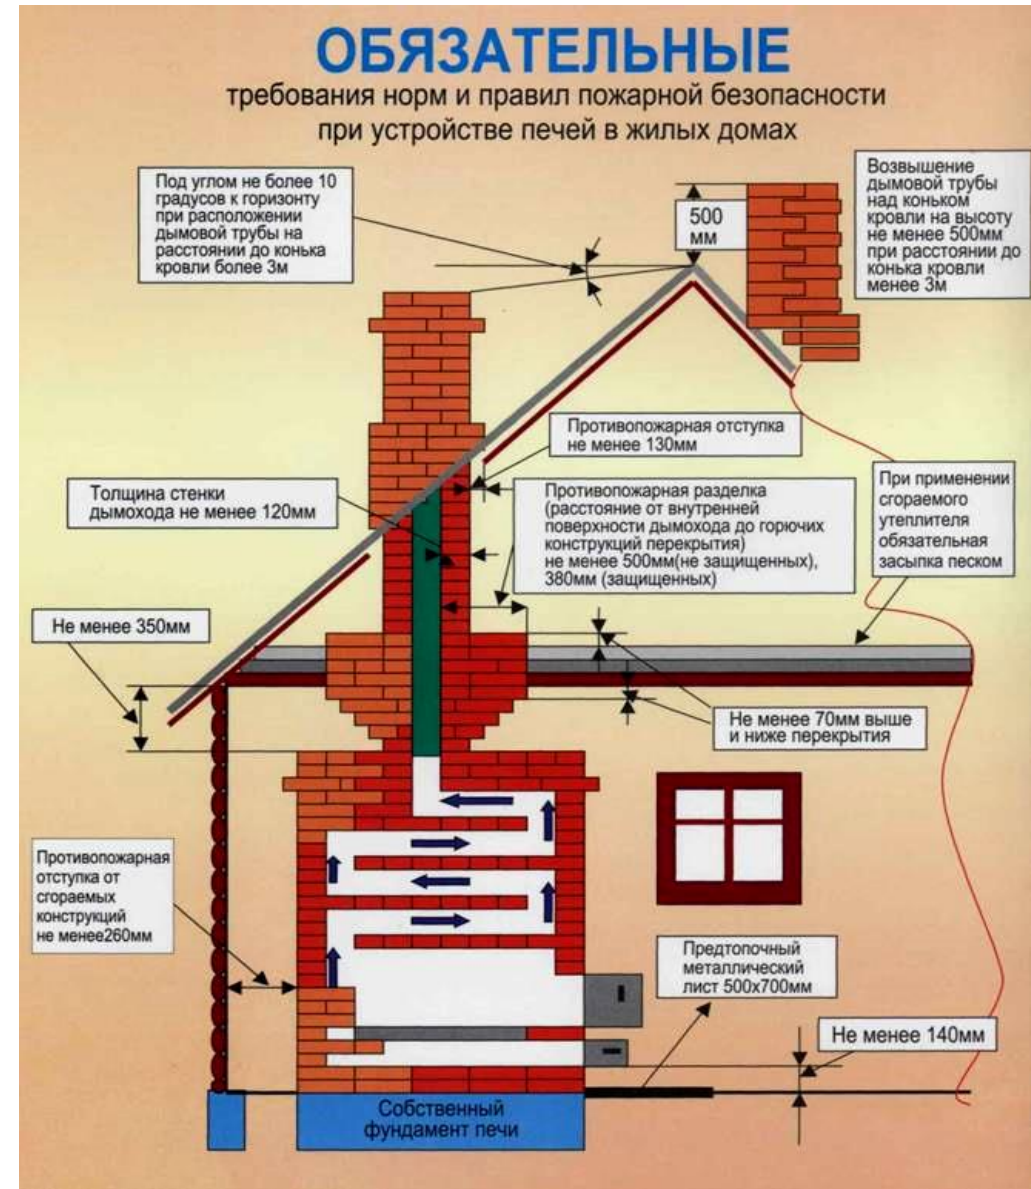 ОБЯЗАТЕЛЬНЫЕ
требования норм и правил пожарной безопасности
при устройстве печей в жилых домах
Под углом не более 10
градусов к горизонту
при расположении
дымовой трубы на
расстоянии до конька
кровли более 3м
500
мм
Возвышение
дымовой трубы
над коньком
кровли на высоту
не менее 500мм
при расстоянии до
конька кровли
менее 3м
Противопожарная отступка
не менее 130мм
Толщина стенки
дымохода не менее 120мм
Противопожарная разделка
(расстояние от внутренней
поверхности дымохода до горючих
конструкций перекрытия)
не менее 500мм(не защищенных),
380мм (защищенных)
При применении
сгораемого
утеплителя
обязательная
засыпка песком
Не менее 350мм
Не менее 70мм выше
и ниже перекрытия
Противопожарная
отступка от
сгораемых
конструкций
не менее260мм
Предтопочный
металлический
лист 500х700мм
Не менее 140мм
Собственный
фундамент печи